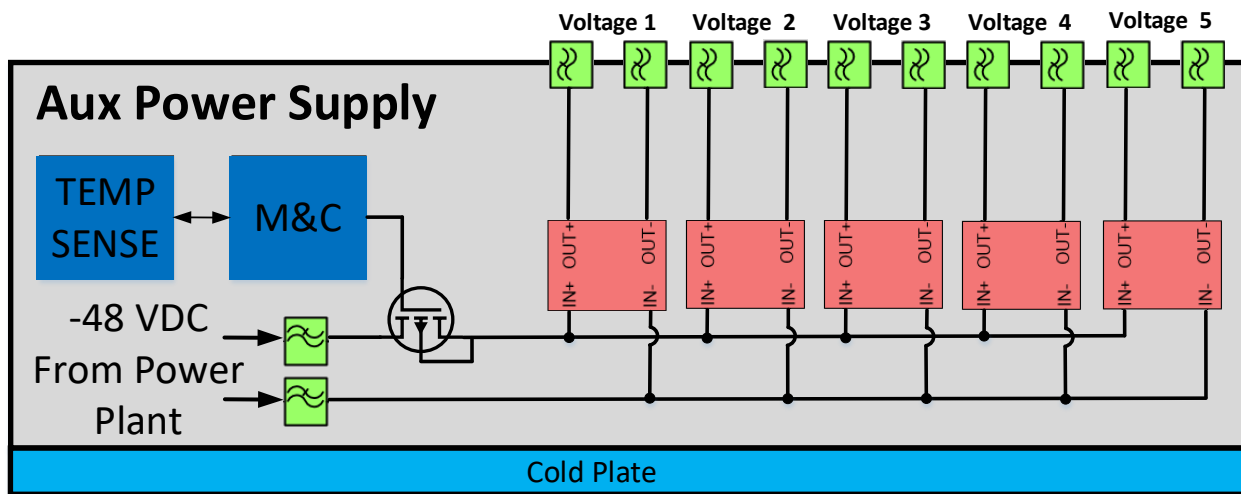 Voltage 1 Voltage 2 Voltage 3 Voltage 4 Voltage 5
Aux Power Supply
TEMP
SENSE
M&C
OUT+ OUT- OUT+ OUT- OUT+ OUT- OUT+ OUT- OUT+ OUT-
IN+ IN- IN+ IN- IN+ IN- IN+ IN- IN+ IN-
-48 VDC
From Power
Plant
Cold Plate